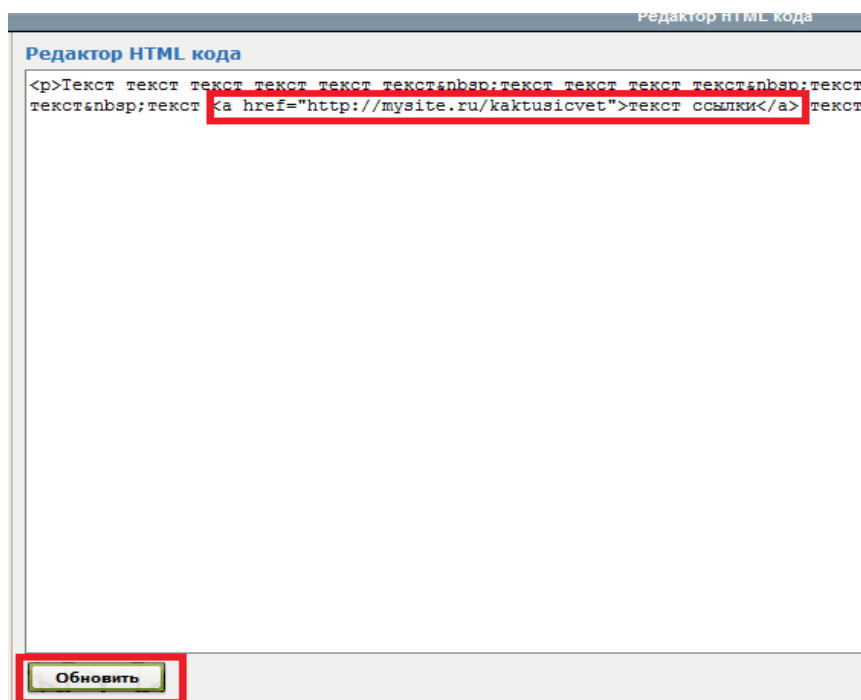 Редактор HTML кода
Редактор HTML кода
<p>Текст текст текст текст текст текст&nbsp;текст текст текст текст&nbsp;текст
текст&nbsp;текст <a href="http://mysite.ru/kaktusicvet">текст ссылки</a> текст
Обновить